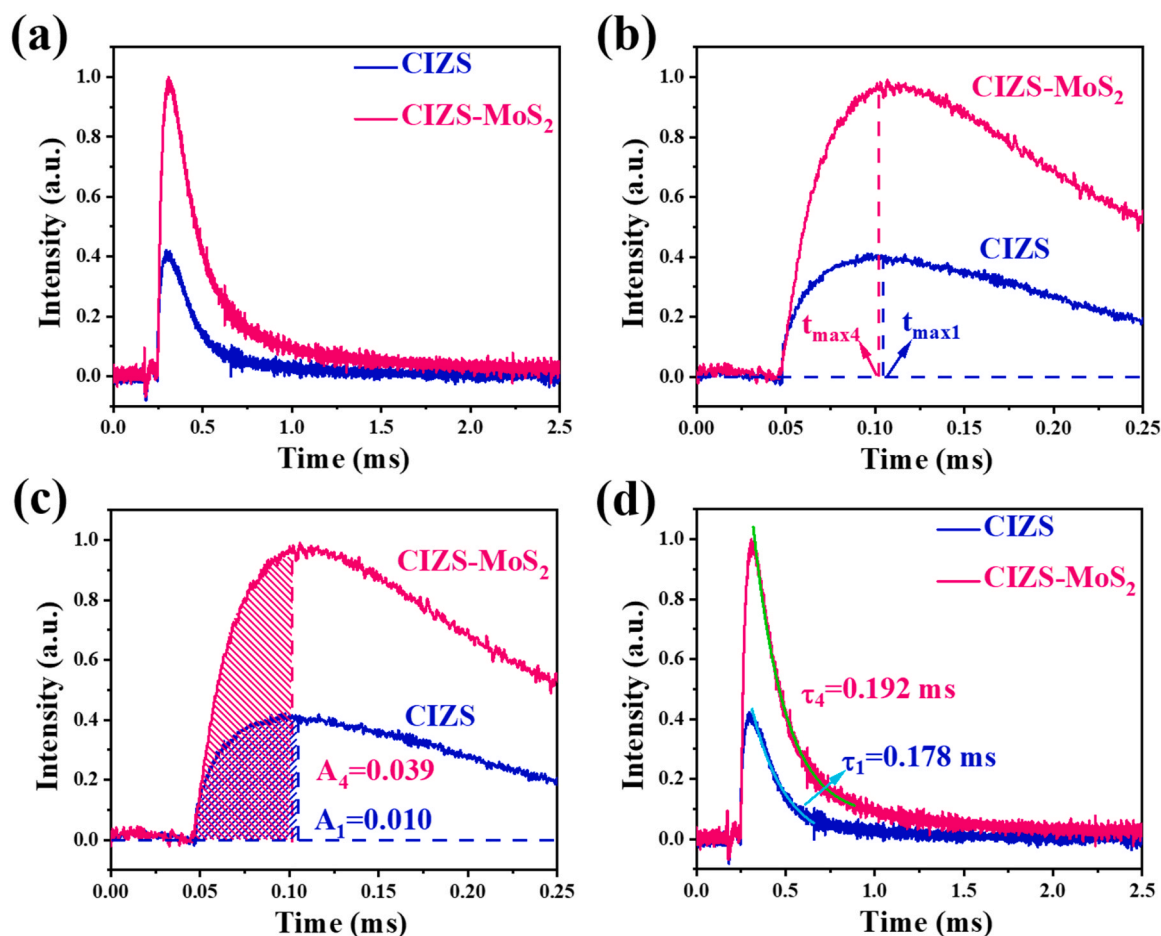 (a)
CIZS
CIZS-MoS₂
Intensity (a.u.)
1.0
0.8
0.6
0.4
0.2
0.0
0.0 0.5 1.0 1.5 2.0 2.5
Time (ms)
(b)
CIZS-MoS₂
CIZS
tmax4
tmax1
Intensity (a.u.)
1.0
0.8
0.6
0.4
0.2
0.0
0.00 0.05 0.10 0.15 0.20 0.25
Time (ms)
(c)
CIZS-MoS₂
CIZS
A₄=0.039
A₁=0.010
Intensity (a.u.)
1.0
0.8
0.6
0.4
0.2
0.0
0.00 0.05 0.10 0.15 0.20 0.25
Time (ms)
(d)
CIZS
CIZS-MoS₂
τ₄=0.192 ms
τ₁=0.178 ms
Intensity (a.u.)
1.0
0.8
0.6
0.4
0.2
0.0
0.0 0.5 1.0 1.5 2.0 2.5
Time (ms)